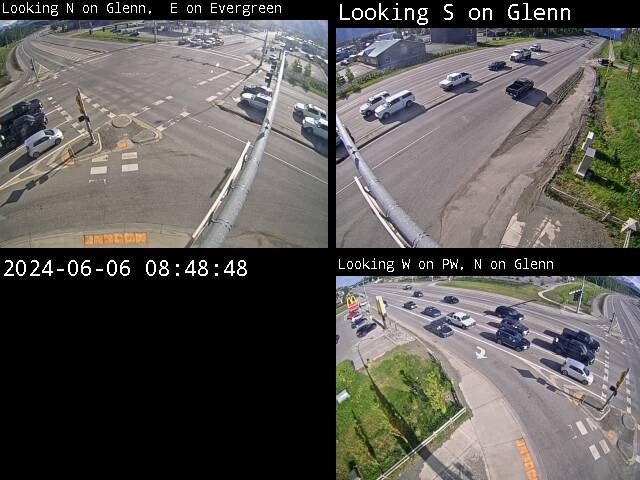 Looking N on Glenn,  E on Evergreen
Looking S on Glenn
2024-06-06 08:48:48
Looking W on PW, N on Glenn